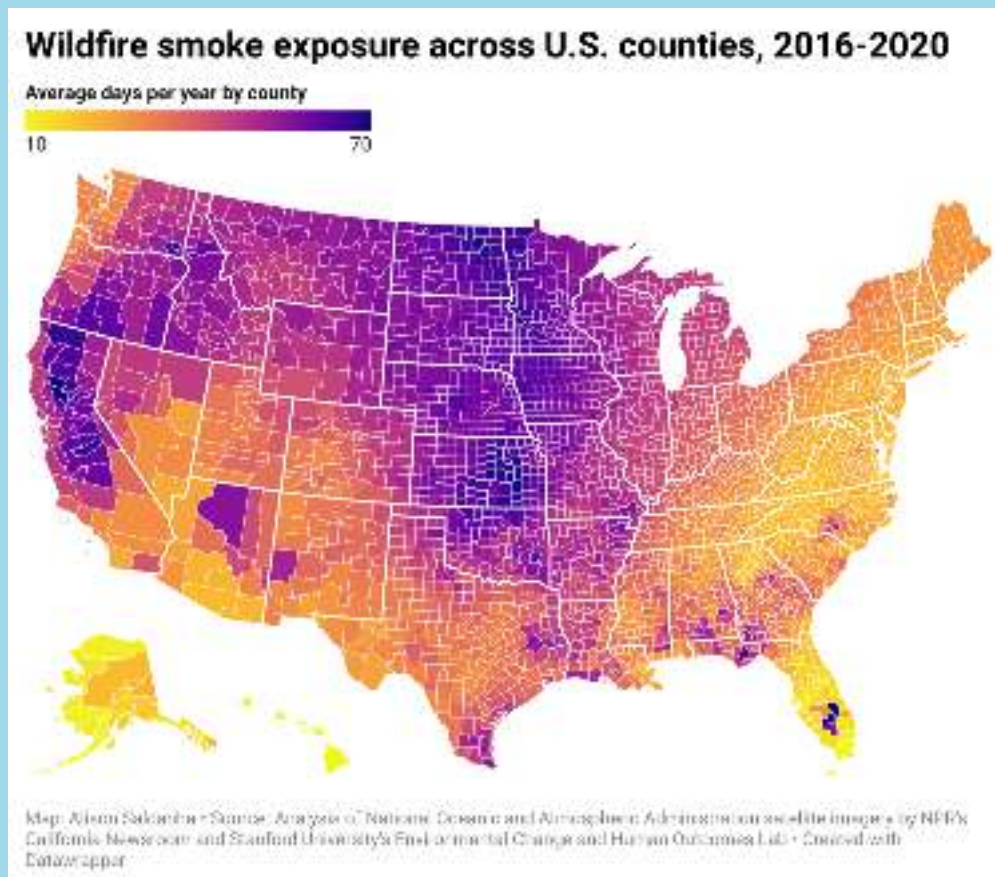 Wildfire smoke exposure across U.S. counties, 2016-2020
Average days per year by county
10 70
Map: Alison Saldanha • Source: Analysis of National Oceanic and Atmospheric Administration satellite imagery by NPR's
California Newsroom and Stanford University's Environmental Change and Human Outcomes Lab • Created with
Datawrapper